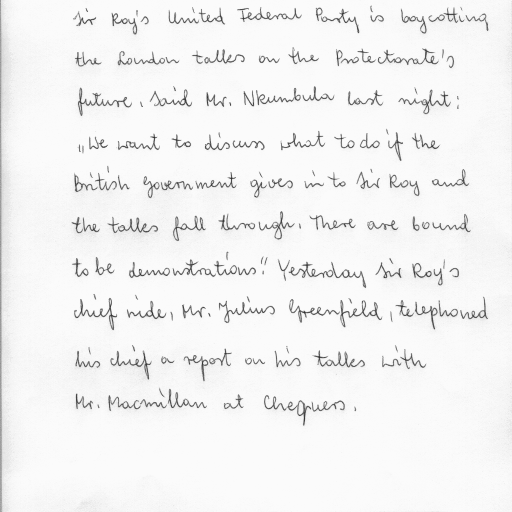 Sir Roy's United Federal Party is boycotting
the London talks on the Protectorate's
future. Said Mr. Nkumbula last night:
"We want to discuss what to do if the
British Government gives in to Sir Roy and
the talks fall through. There are bound
to be demonstrations." Yesterday Sir Roy's
chief aide, Mr. Julius Greenfield, telephoned
his chief a report on his talks with
Mr. Macmillan at Chequers.